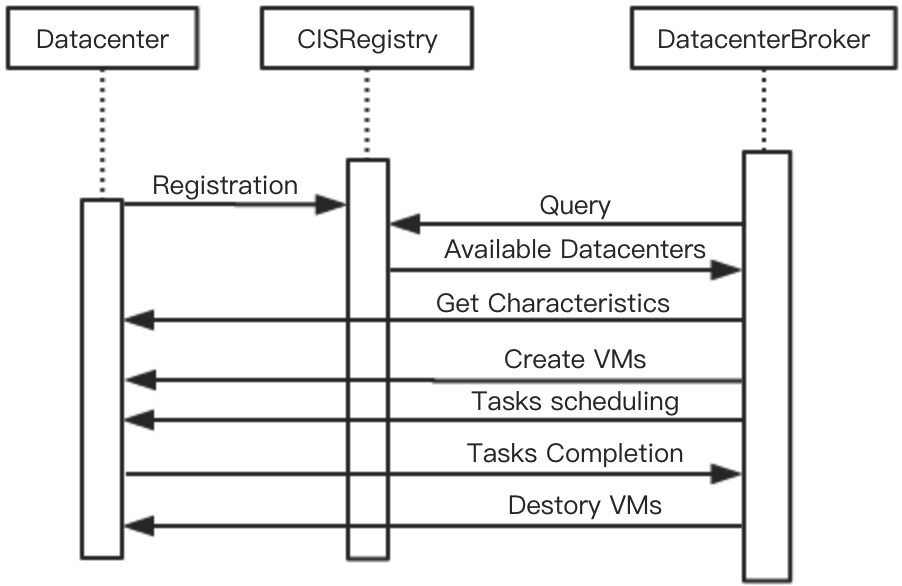 Datacenter
CISRegistry
DatacenterBroker
Registration
Query
Available Datacenters
Get Characteristics
Create VMs
Tasks scheduling
Tasks Completion
Destory VMs